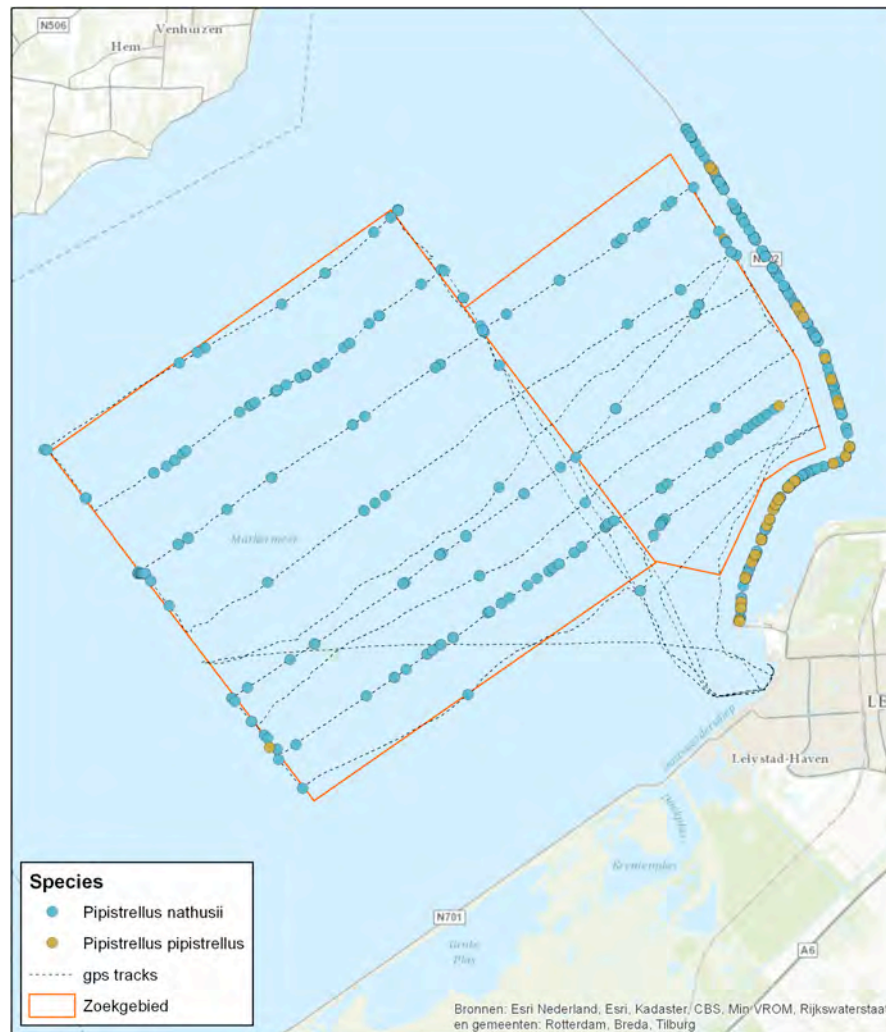 N506
Venhuizen
Hem
Markermeer
LE
Lelystad-Haven
N701
A6
Species
Pipistrellus nathusii
Pipistrellus pipistrellus
gps tracks
Zoekgebied
Bronnen: Esri Nederland, Esri, Kadaster, CBS, Min VROM, Rijkswaterstaat
en gemeenten: Rotterdam, Breda, Tilburg